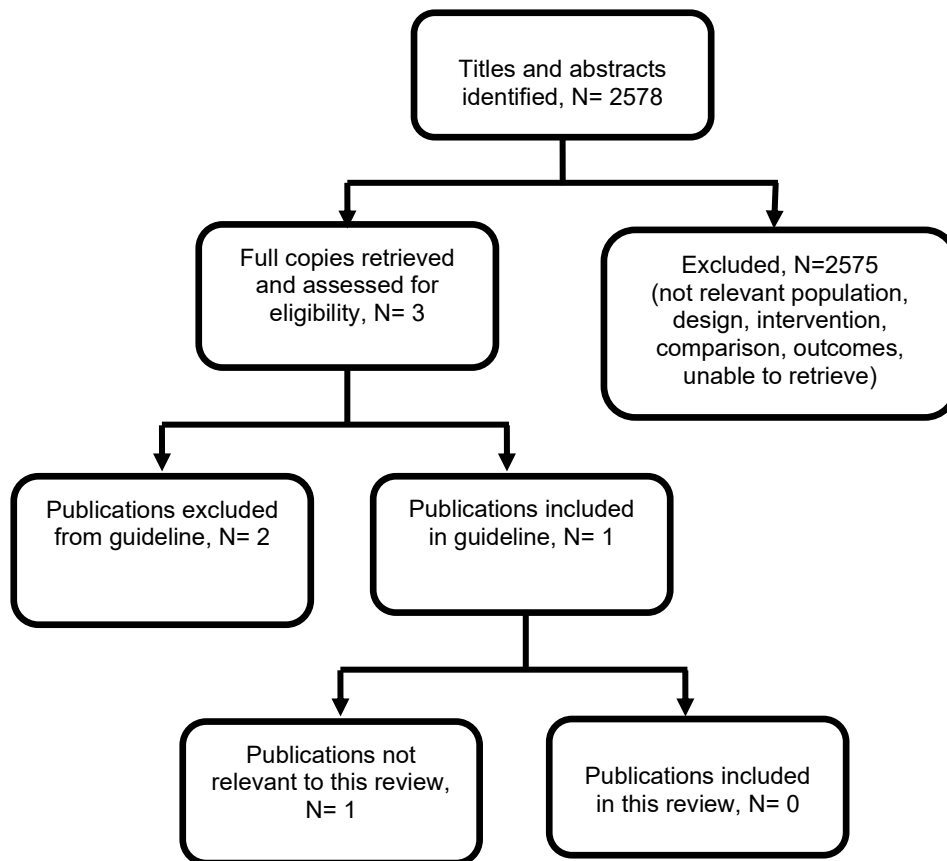 Titles and abstracts
identified, N= 2578
Full copies retrieved
and assessed for
eligibility, N= 3
Excluded, N=2575
(not relevant population,
design, intervention,
comparison, outcomes,
unable to retrieve)
Publications excluded
from guideline, N= 2
Publications included
in guideline, N= 1
Publications not
relevant to this review,
N= 1
Publications included
in this review, N= 0